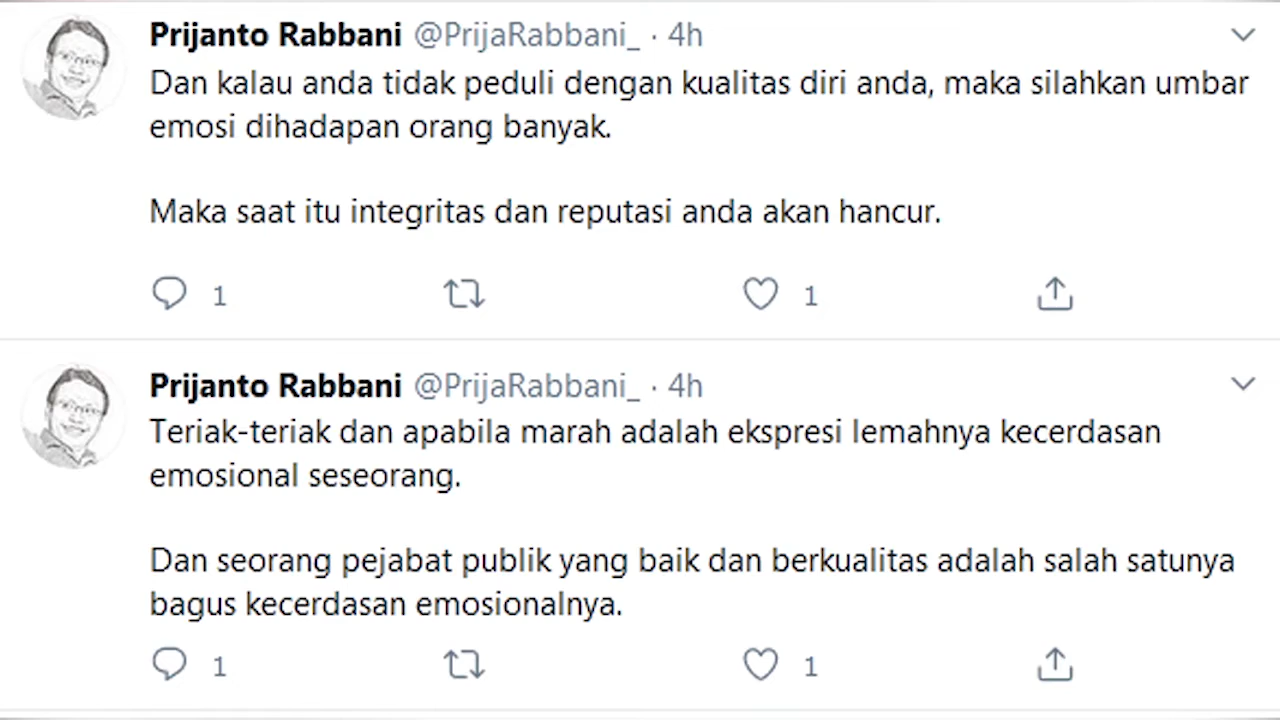 Prijanto Rabbani @PrijaRabbani_ · 4h
Dan kalau anda tidak peduli dengan kualitas diri anda, maka silahkan umbar
emosi dihadapan orang banyak.
Maka saat itu integritas dan reputasi anda akan hancur.
1 1
Prijanto Rabbani @PrijaRabbani_ · 4h
Teriak-teriak dan apabila marah adalah ekspresi lemahnya kecerdasan
emosional seseorang.
Dan seorang pejabat publik yang baik dan berkualitas adalah salah satunya
bagus kecerdasan emosionalnya.
1 1